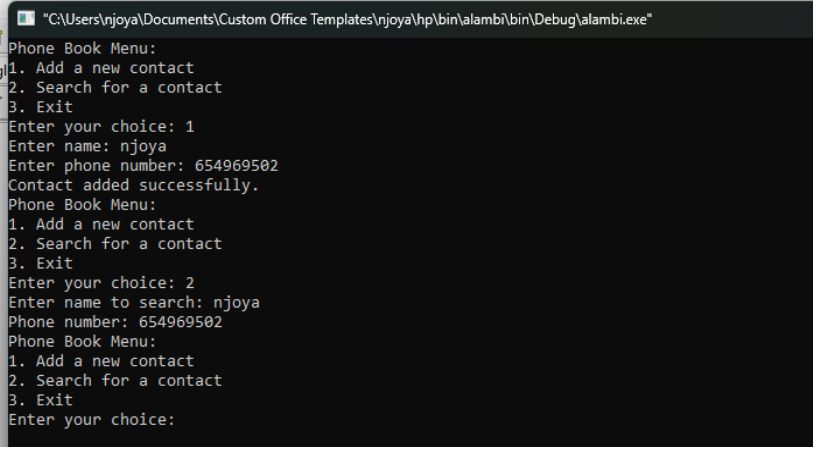 "C:\Users\njoya\Documents\Custom Office Templates\njoya\hp\bin\alambi\bin\Debug\alambi.exe"
Phone Book Menu:
1. Add a new contact
2. Search for a contact
3. Exit
Enter your choice: 1
Enter name: njoya
Enter phone number: 654969502
Contact added successfully.
Phone Book Menu:
1. Add a new contact
2. Search for a contact
3. Exit
Enter your choice: 2
Enter name to search: njoya
Phone number: 654969502
Phone Book Menu:
1. Add a new contact
2. Search for a contact
3. Exit
Enter your choice: